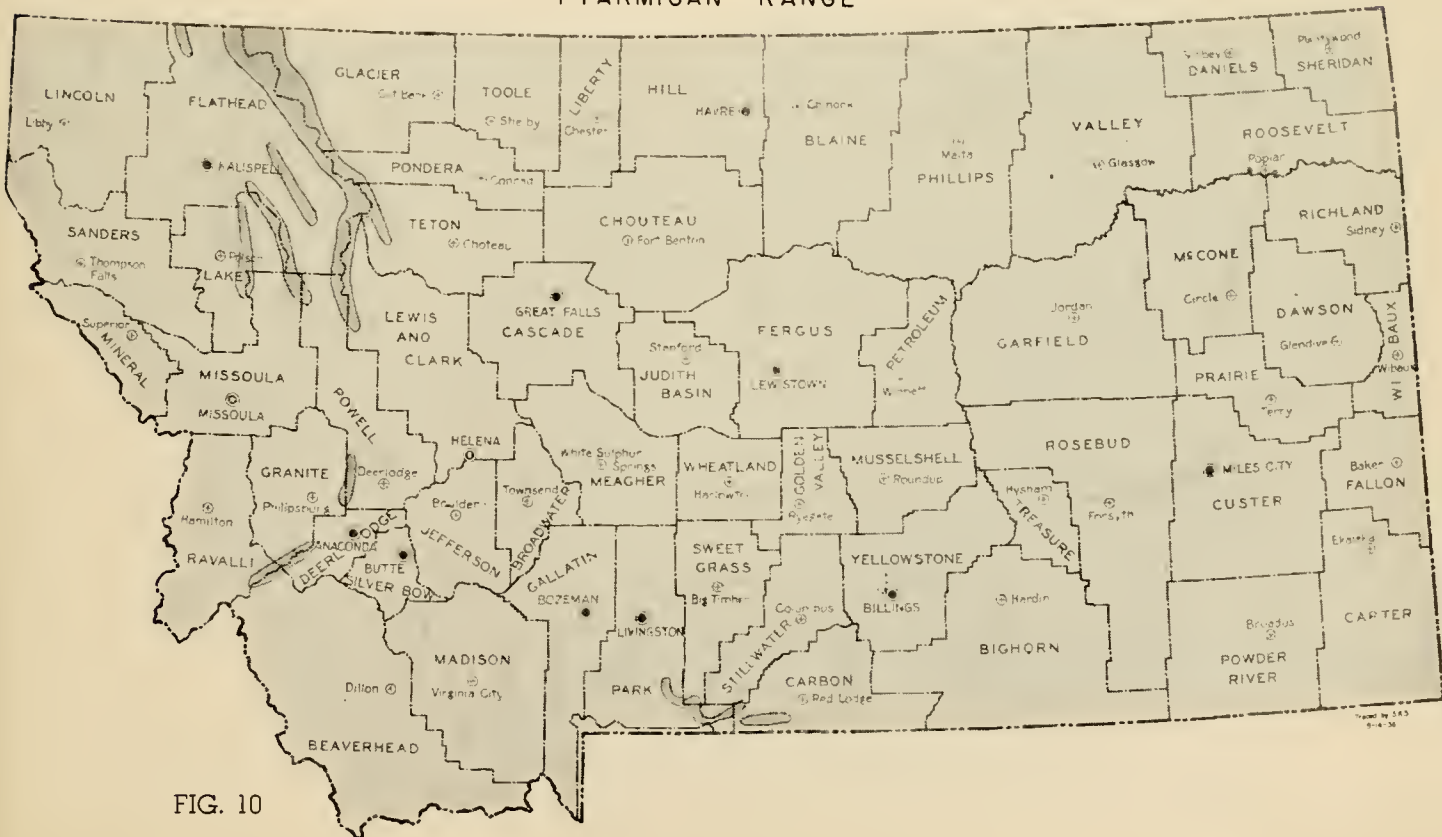 PTARMIGAN RANGE
LINCOLN
Libby
FLATHEAD
KALISPELL
GLACIER
Cut Bank
TOOLE
Shelby
LIBERTY
Chester
HILL
HAVRE
Chinook
BLAINE
Malta
PHILLIPS
VALLEY
Glasgow
DANIELS
Plentywood
SHERIDAN
ROOSEVELT
Poplar
PONDERA
Conrad
SANDERS
Thompson
Falls
Polson
LAKE
TETON
Choteau
CHOUTEAU
Fort Benton
RICHLAND
Sidney
McCONE
Circle
Superior
MINERAL
LEWIS
AND
CLARK
GREAT FALLS
CASCADE
Stanford
JUDITH
BASIN
FERGUS
LEWISTOWN
PETROLEUM
Winnett
Jordan
GARFIELD
DAWSON
Glendive
WIBAUX
Wibaux
PRAIRIE
Terry
MISSOULA
MISSOULA
POWELL
HELENA
GRANITE
Philipsburg
Deerlodge
Boulder
Townsend
BROADWATER
White Sulphur
Springs
MEAGHER
WHEATLAND
Harlowton
GOLDEN
VALLEY
Ryegate
MUSSELSHELL
Roundup
ROSEBUD
Hysham
TREASURE
Forsyth
MILES CITY
CUSTER
Baker
FALLON
Ekalaka
Hamilton
RAVALLI
ANACONDA
DEERLODGE
BUTTE
SILVER BOW
JEFFERSON
GALLATIN
BOZEMAN
LIVINGSTON
PARK
SWEET
GRASS
Big Timber
STILLWATER
Columbus
YELLOWSTONE
BILLINGS
Hardin
BIGHORN
Broadus
POWDER
RIVER
CARTER
MADISON
Virginia City
Dillon
BEAVERHEAD
CARBON
Red Lodge
Traced by S.K.S
FIG. 10